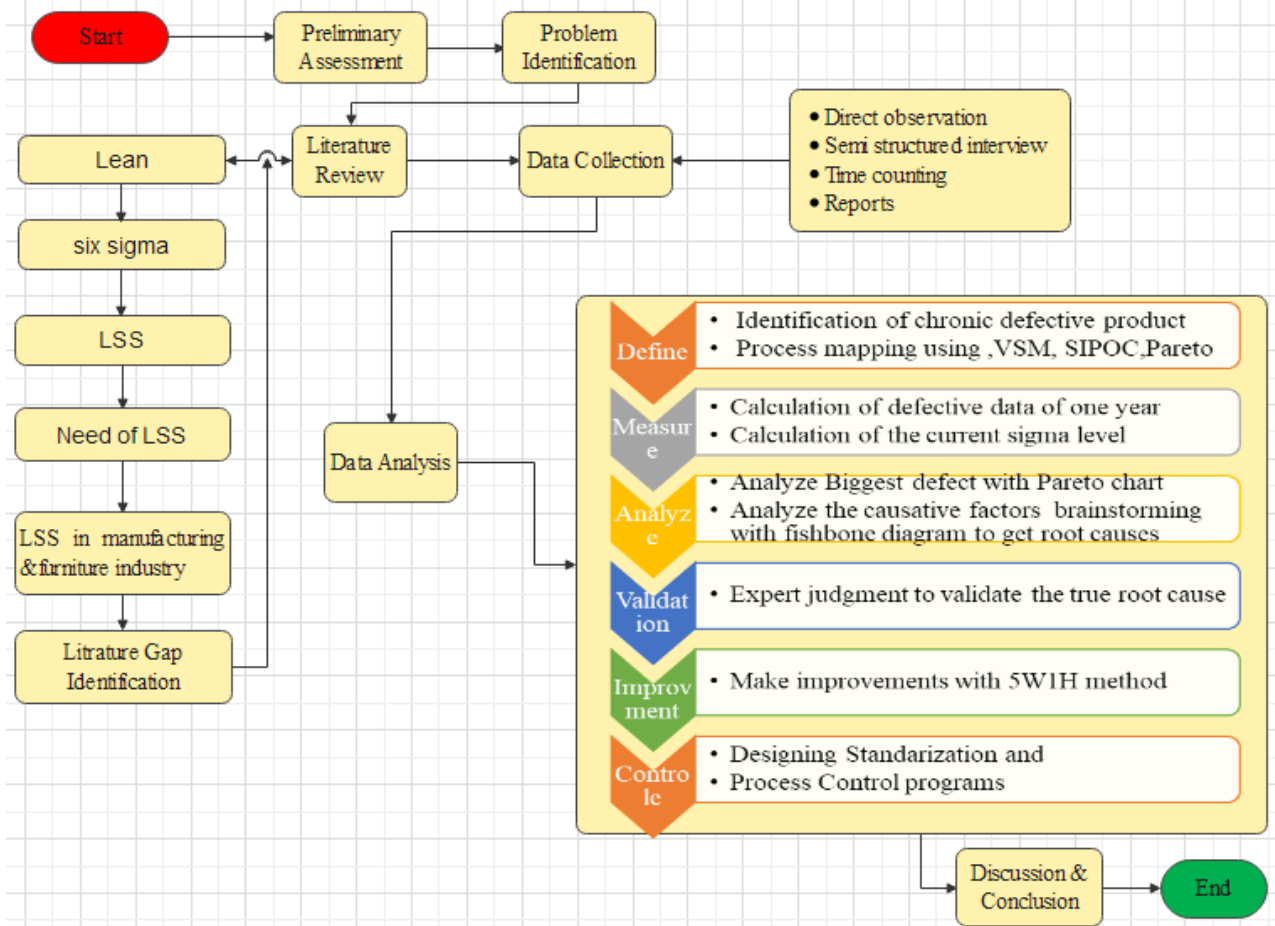 Start
Preliminary
Assessment
Problem
Identification
Literature
Review
Data Collection
• Direct observation
• Semi structured interview
• Time counting
• Reports
Lean
six sigma
LSS
Need of LSS
LSS in manufacturing
&furniture industry
Litrature Gap
Identification
Data Analysis
Define
• Identification of chronic defective product
• Process mapping using ,VSM, SIPOC,Pareto
Measur
e
• Calculation of defective data of one year
• Calculation of the current sigma level
Analyz
e
• Analyze Biggest defect with Pareto chart
• Analyze the causative factors brainstorming
with fishbone diagram to get root causes
Validat
ion
• Expert judgment to validate the true root cause
Improv
ment
• Make improvements with 5W1H method
Contro
le
• Designing Standarization and
• Process Control programs
Discussion &
Conclusion
End